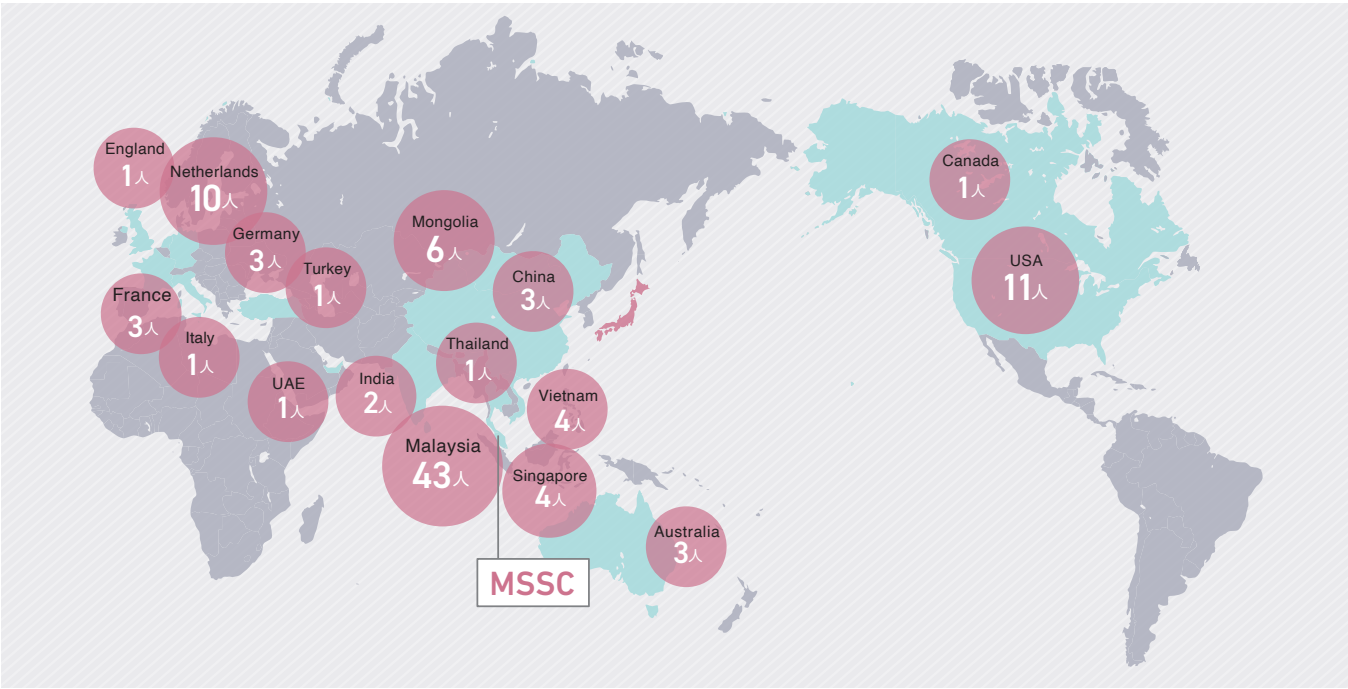 England
1人
Netherlands
10人
Germany
3人
Turkey
1人
France
3人
Italy
1人
UAE
1人
India
2人
Mongolia
6人
China
3人
Thailand
1人
Vietnam
4人
Malaysia
43人
Singapore
4人
Australia
3人
MSSC
Canada
1人
USA
11人